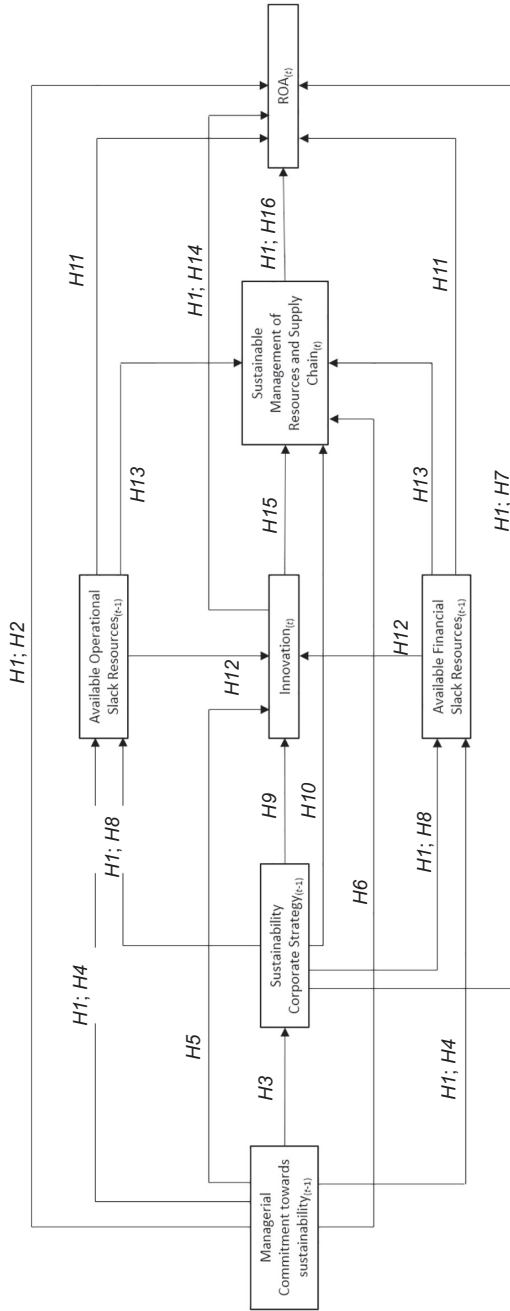 H1; H2
H1; H4
H11
Available Operational
Slack Resources(t-1)
H1; H8
H13
H1; H14
H5
H12
Managerial
Commitment towards
sustainability(t-1)
H3
Sustainability
Corporate Strategy(t-1)
H9
Innovation(t)
H15
Sustainable
Management of
Resources and Supply
Chain(t)
H1; H16
ROA(t)
H10
H12
H6
H1; H8
H1; H4
Available Financial
Slack Resources(t-1)
H13
H11
H1; H7